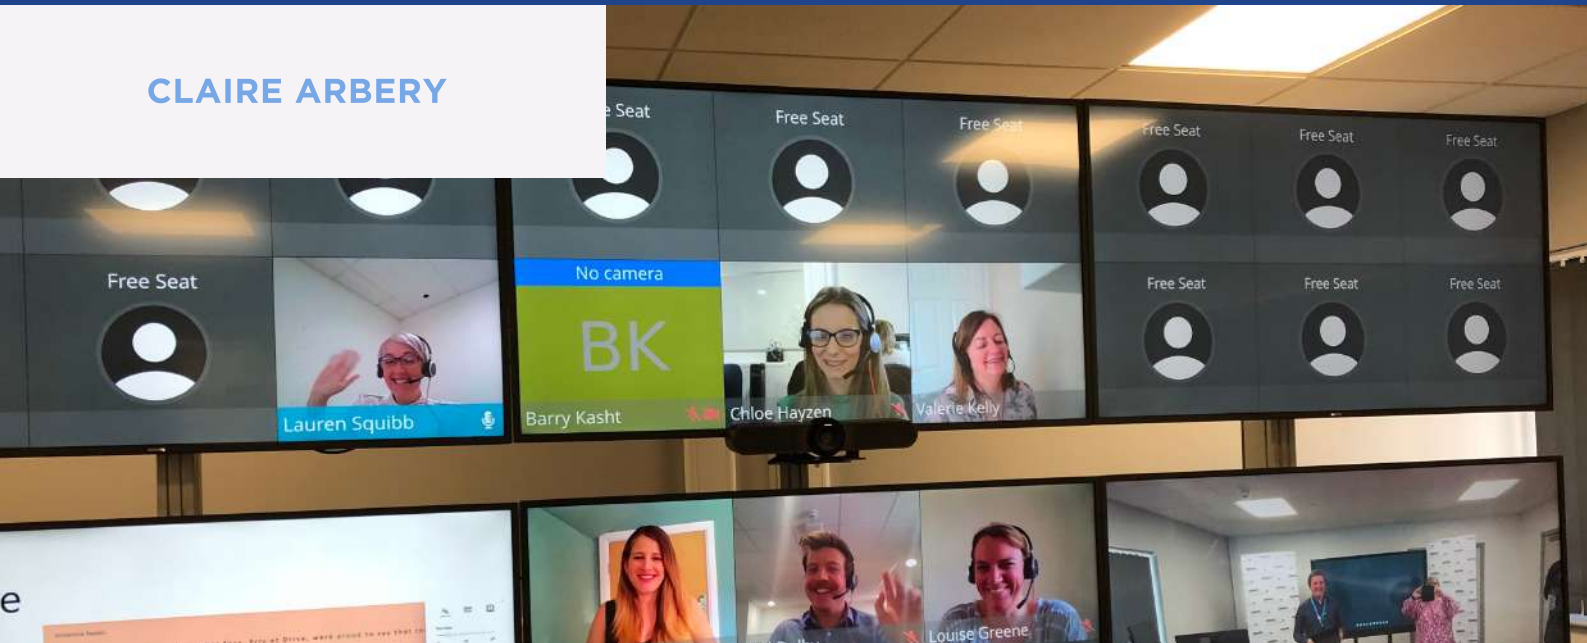 CLAIRE ARBERY
Seat
Free Seat
Free Seat
Free Seat
Free Seat
Free Seat
Free Seat
No camera
BK
Lauren Squibb
Barry Kasht
Chloe Hayzen
Valerie Kelly
Free Seat
Free Seat
Free Seat
e
Louise Greene